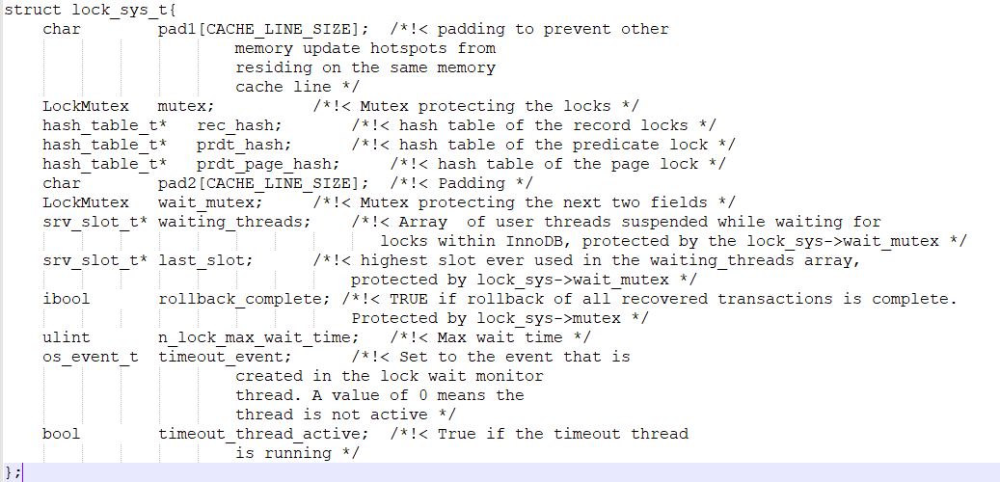 struct lock_sys_t{
    char        pad1[CACHE_LINE_SIZE];  /*!< padding to prevent other
                        memory update hotspots from
                        residing on the same memory
                        cache line */
    LockMutex   mutex;          /*!< Mutex protecting the locks */
    hash_table_t*   rec_hash;       /*!< hash table of the record locks */
    hash_table_t*   prdt_hash;      /*!< hash table of the predicate lock */
    hash_table_t*   prdt_page_hash;     /*!< hash table of the page lock */
    char        pad2[CACHE_LINE_SIZE];  /*!< Padding */
    LockMutex   wait_mutex;     /*!< Mutex protecting the next two fields */
    srv_slot_t* waiting_threads;    /*!< Array  of user threads suspended while waiting for
                                       locks within InnoDB, protected by the lock_sys->wait_mutex */
    srv_slot_t* last_slot;      /*!< highest slot ever used in the waiting_threads array,
                                    protected by lock_sys->wait_mutex */
    ibool       rollback_complete; /*!< TRUE if rollback of all recovered transactions is complete.
                                    Protected by lock_sys->mutex */
    ulint       n_lock_max_wait_time;   /*!< Max wait time */
    os_event_t  timeout_event;      /*!< Set to the event that is
                        created in the lock wait monitor
                        thread. A value of 0 means the
                        thread is not active */
    bool        timeout_thread_active;  /*!< True if the timeout thread
                        is running */
};